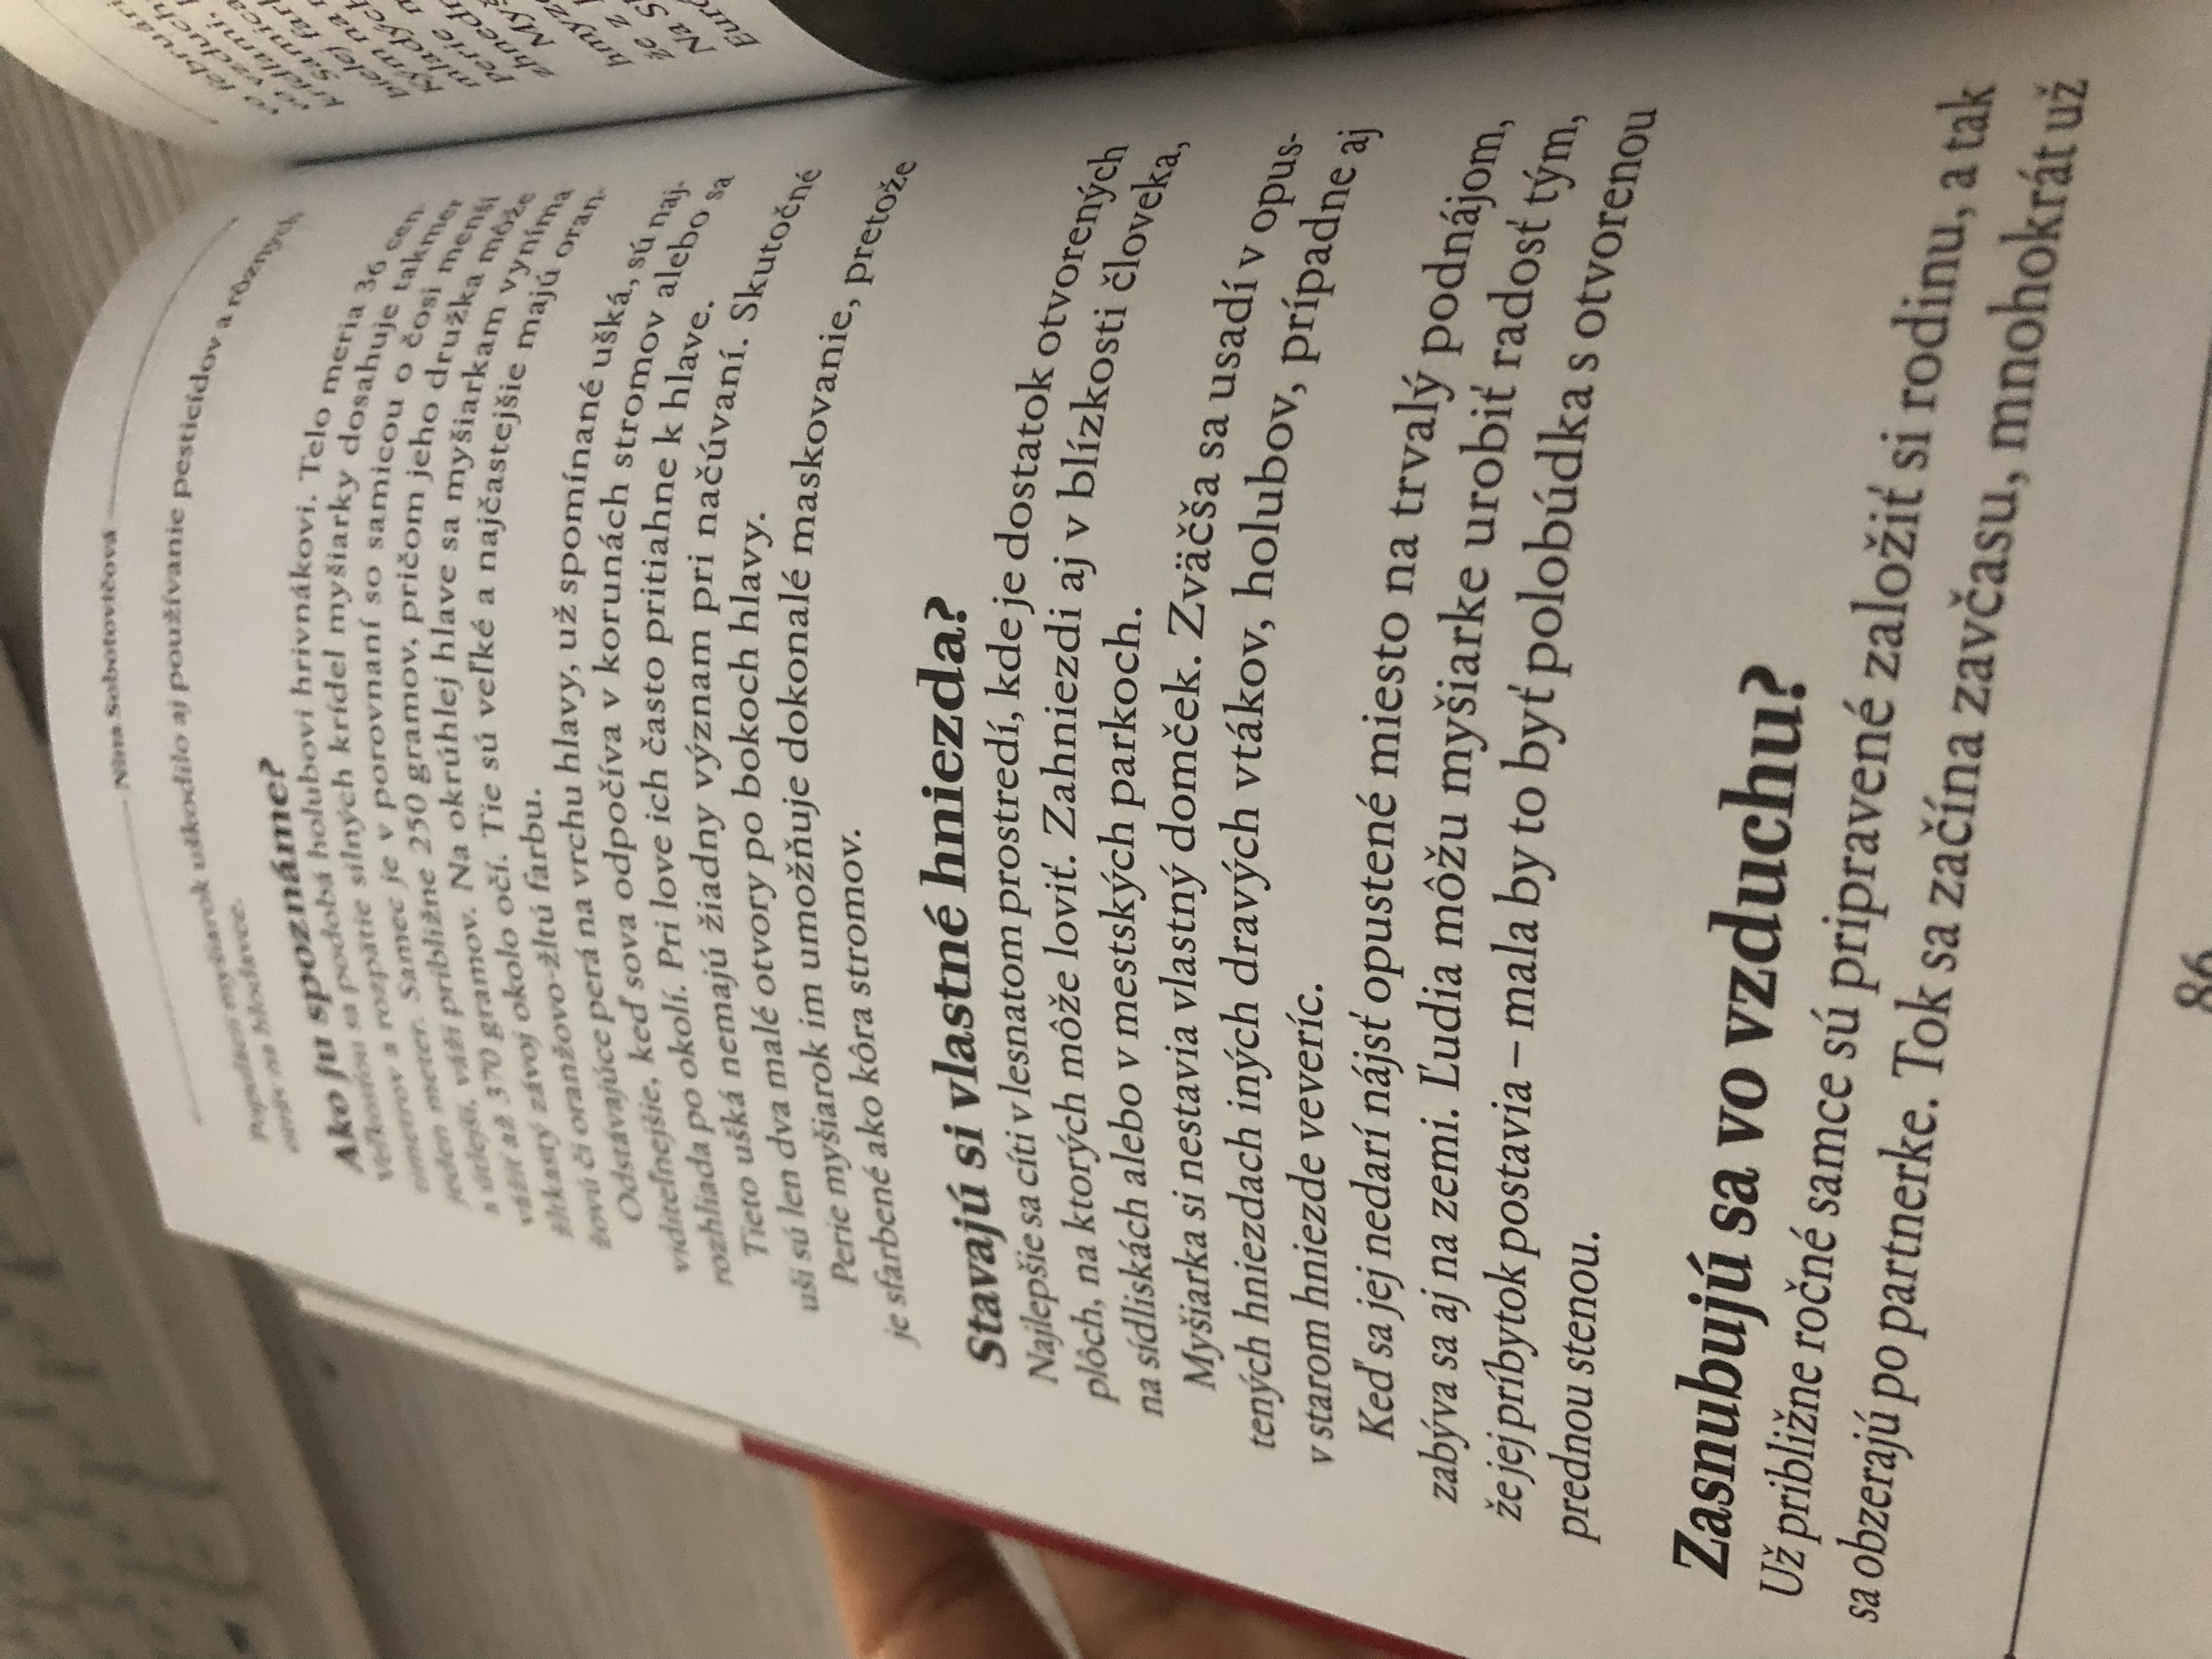 Nina Sobotovičová
Populácii myšiarok uškodilo aj používanie pesticídov a rôznych
na Medavce.
Ako ju spoznáme?
Veľkosťou sa podobá holubovi hrivnákovi. Telo meria 36 cen-
timetrov a rozpätie silných krídel myšiarky dosahuje takmer
jeden meter. Samec je v porovnaní so samicou o čosi menší
a útlejší, váži približne 250 gramov, pričom jeho družka môže
vážiť až 370 gramov. Na okrúhlej hlave sa myšiarkam vyníma
žltkastý závoj okolo očí. Tie sú veľké a najčastejšie majú oran-
žovú či oranžovo-žltú farbu.
Odstávajúce perá na vrchu hlavy, už spomínané uška, sú naj-
viditeľnejšie, keď sova odpočíva v korunách stromov alebo sa
rozhliada po okolí. Pri love ich často pritiahne k hlave.
Tieto uška nemajú žiadny význam pri načúvaní. Skutočné
uši sú len dva malé otvory po bokoch hlavy.
Perie myšiarok im umožňuje dokonalé maskovanie, pretože
je sfarbené ako kôra stromov.
Stavajú si vlastné hniezda?
Najlepšie sa cíti v lesnatom prostredí, kde je dostatok otvorených
plôch, na ktorých môže loviť. Zahniezdi aj v blízkosti človeka,
na sídliskách alebo v mestských parkoch.
Myšiarka si nestavia vlastný domček. Zväčša sa usadí v opus-
tených hniezdach iných dravých vtákov, holubov, prípadne aj
v starom hniezde veveríc.
Keď sa jej nedarí nájsť opustené miesto na trvalý podnájom,
zabýva sa aj na zemi. Ľudia môžu myšiarke urobiť radosť tým,
že jej príbytok postavia – mala by to byť polobúdka s otvorenou
prednou stenou.
Zasnubujú sa vo vzduchu?
Už približne ročné samce sú pripravené založiť si rodinu, a tak
sa obzerajú po partnerke. Tok sa začína zavčasu, mnohokrát už
86